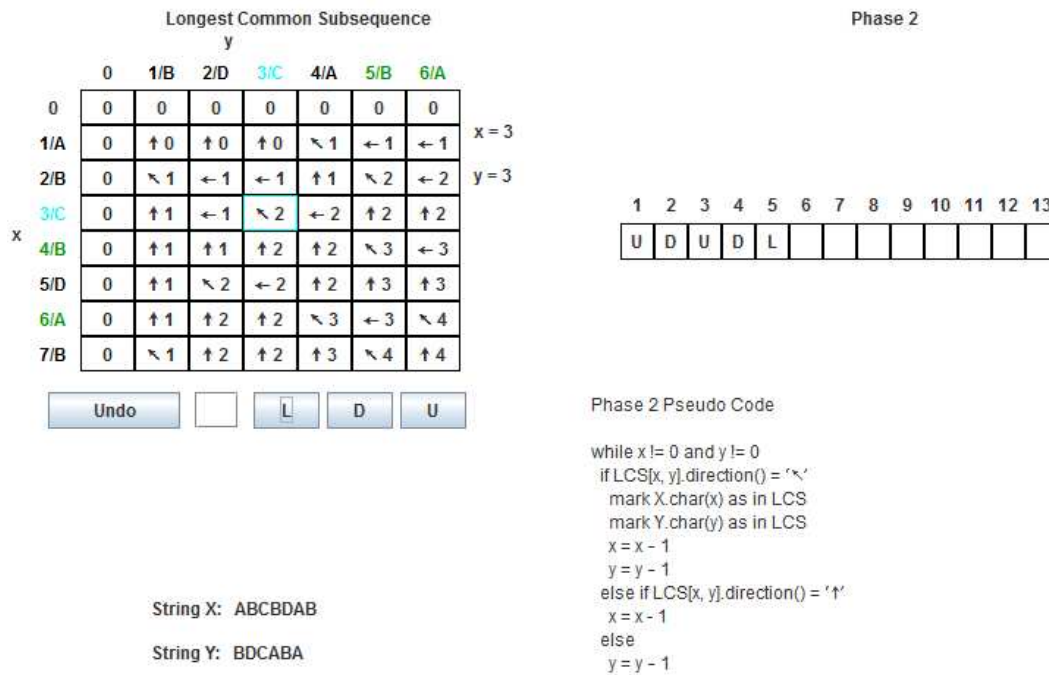 Longest Common Subsequence
Phase 2
y
0 1/B 2/D 3/C 4/A 5/B 6/A
0 0 0 0 0 0 0 0
1/A 0 ↑ 0 ↑ 0 ↑ 0 ↖ 1 ← 1 ← 1
x = 3
2/B 0 ↖ 1 ← 1 ← 1 ↑ 1 ↖ 2 ← 2
y = 3
3/C 0 ↑ 1 ← 1 ↖ 2 ← 2 ↑ 2 ↑ 2
x
4/B 0 ↑ 1 ↑ 1 ↑ 2 ↑ 2 ↖ 3 ← 3
5/D 0 ↑ 1 ↖ 2 ← 2 ↑ 2 ↑ 3 ↑ 3
6/A 0 ↑ 1 ↑ 2 ↑ 2 ↖ 3 ← 3 ↖ 4
7/B 0 ↖ 1 ↑ 2 ↑ 2 ↑ 3 ↖ 4 ↑ 4
1 2 3 4 5 6 7 8 9 10 11 12 13
U D U D L
Undo L D U
Phase 2 Pseudo Code
while x != 0 and y != 0
if LCS[x, y].direction() = '↖'
mark X.char(x) as in LCS
mark Y.char(y) as in LCS
x = x - 1
y = y - 1
else if LCS[x, y].direction() = '↑'
x = x - 1
else
y = y - 1
String X: ABCBDAB
String Y: BDCABA